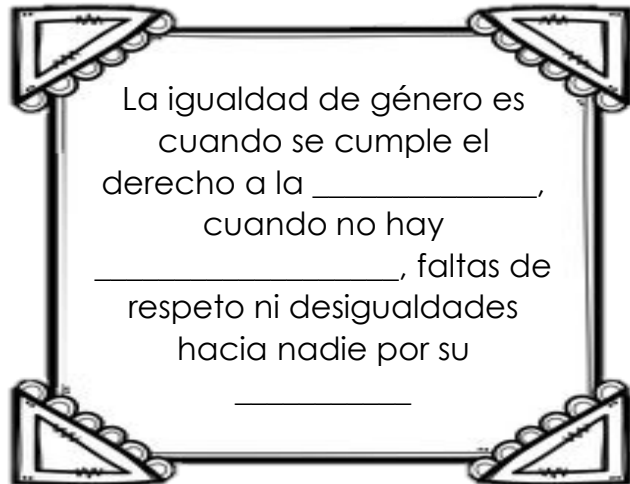 La igualdad de género es
cuando se cumple el
derecho a la ______________,
cuando no hay
___________________, faltas de
respeto ni desigualdades
hacia nadie por su
___________